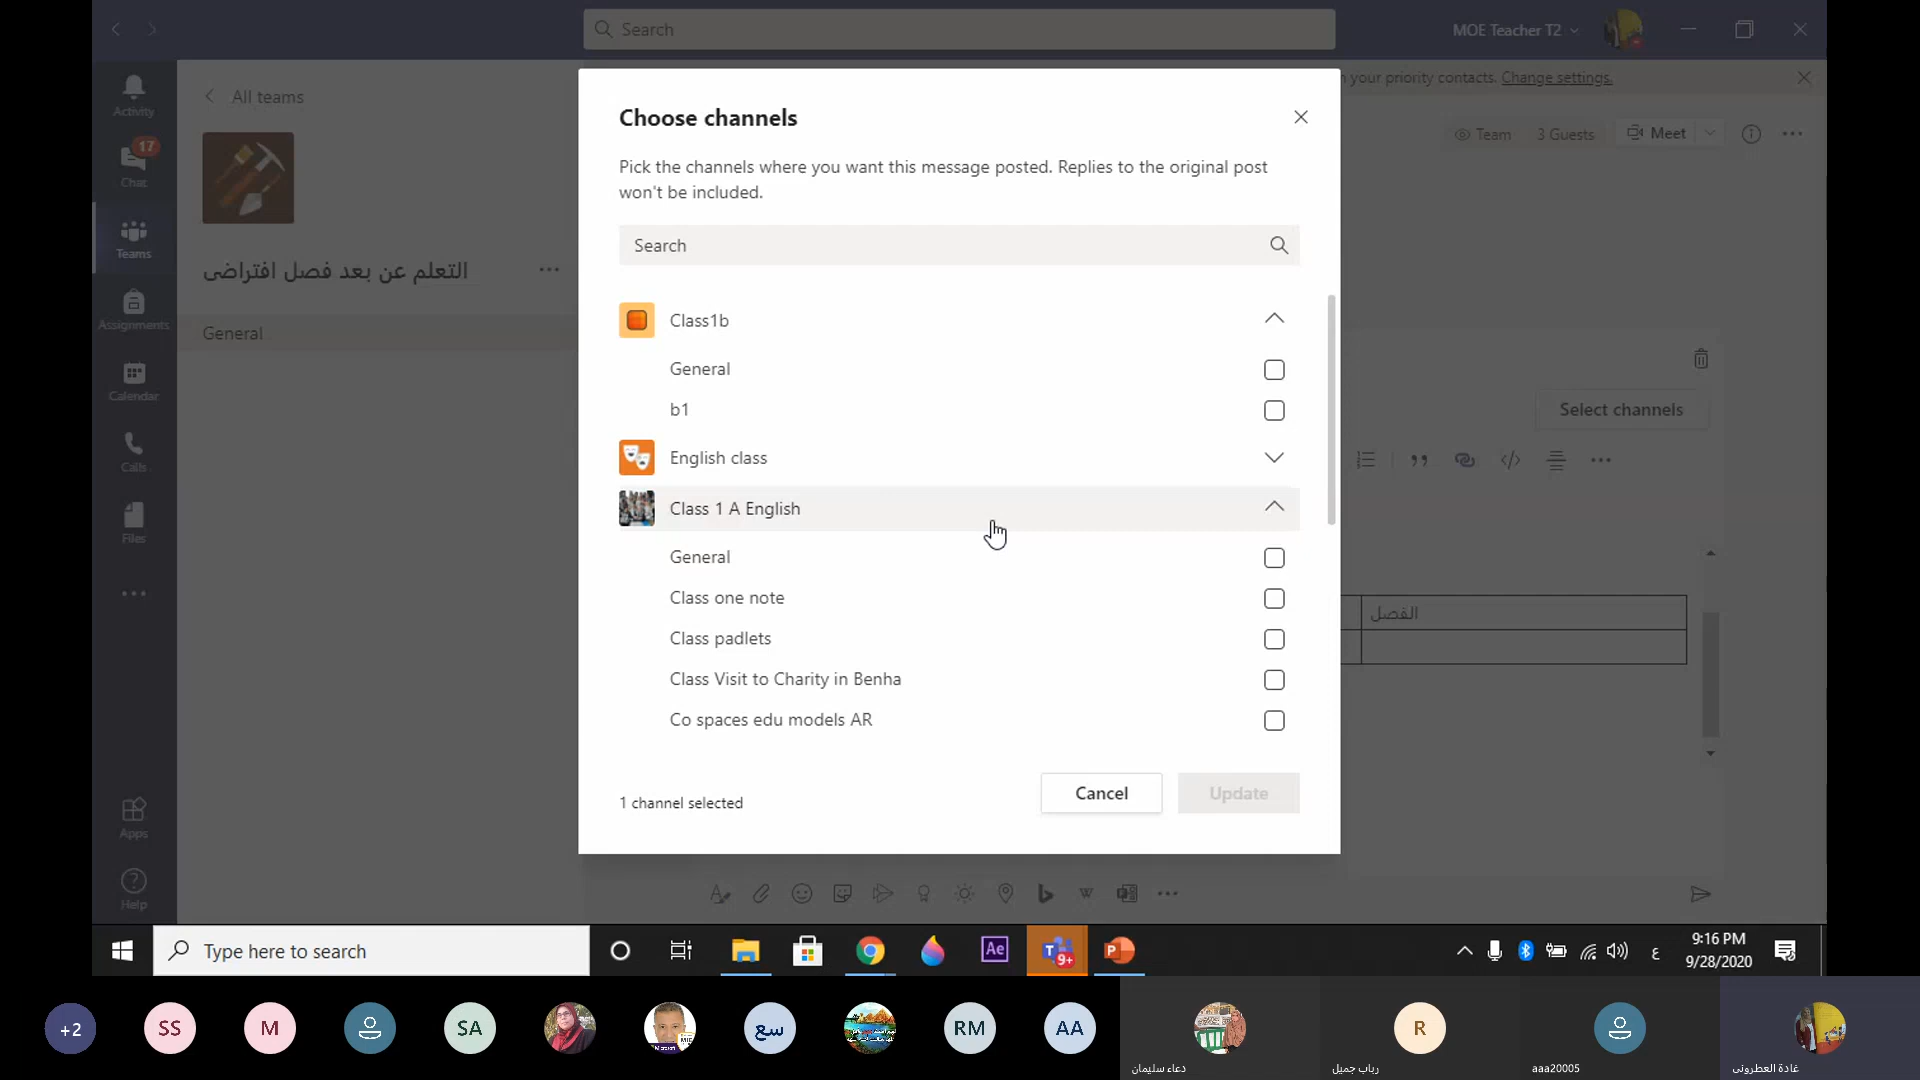 Search
MOE Teacher T2
Activity
All teams
your priority contacts. Change settings.
17
Chat
Team
3 Guests
Meet
Teams
التعلم عن بعد فصل افتراضى
Assignments
General
Calendar
Calls
Files
Apps
Help
Choose channels
Pick the channels where you want this message posted. Replies to the original post
won't be included.
Search
Class1b
General
b1
English class
Class 1 A English
General
Class one note
Class padlets
Class Visit to Charity in Benha
Co spaces edu models AR
1 channel selected
Cancel
Update
Select channels
الفصل
Type here to search
Ae
9+
ع
9:16 PM
9/28/2020
+2
SS
M
SA
سع
RM
AA
دعاء سليمان
R
رباب جميل
aaa20005
غادة العطرونى